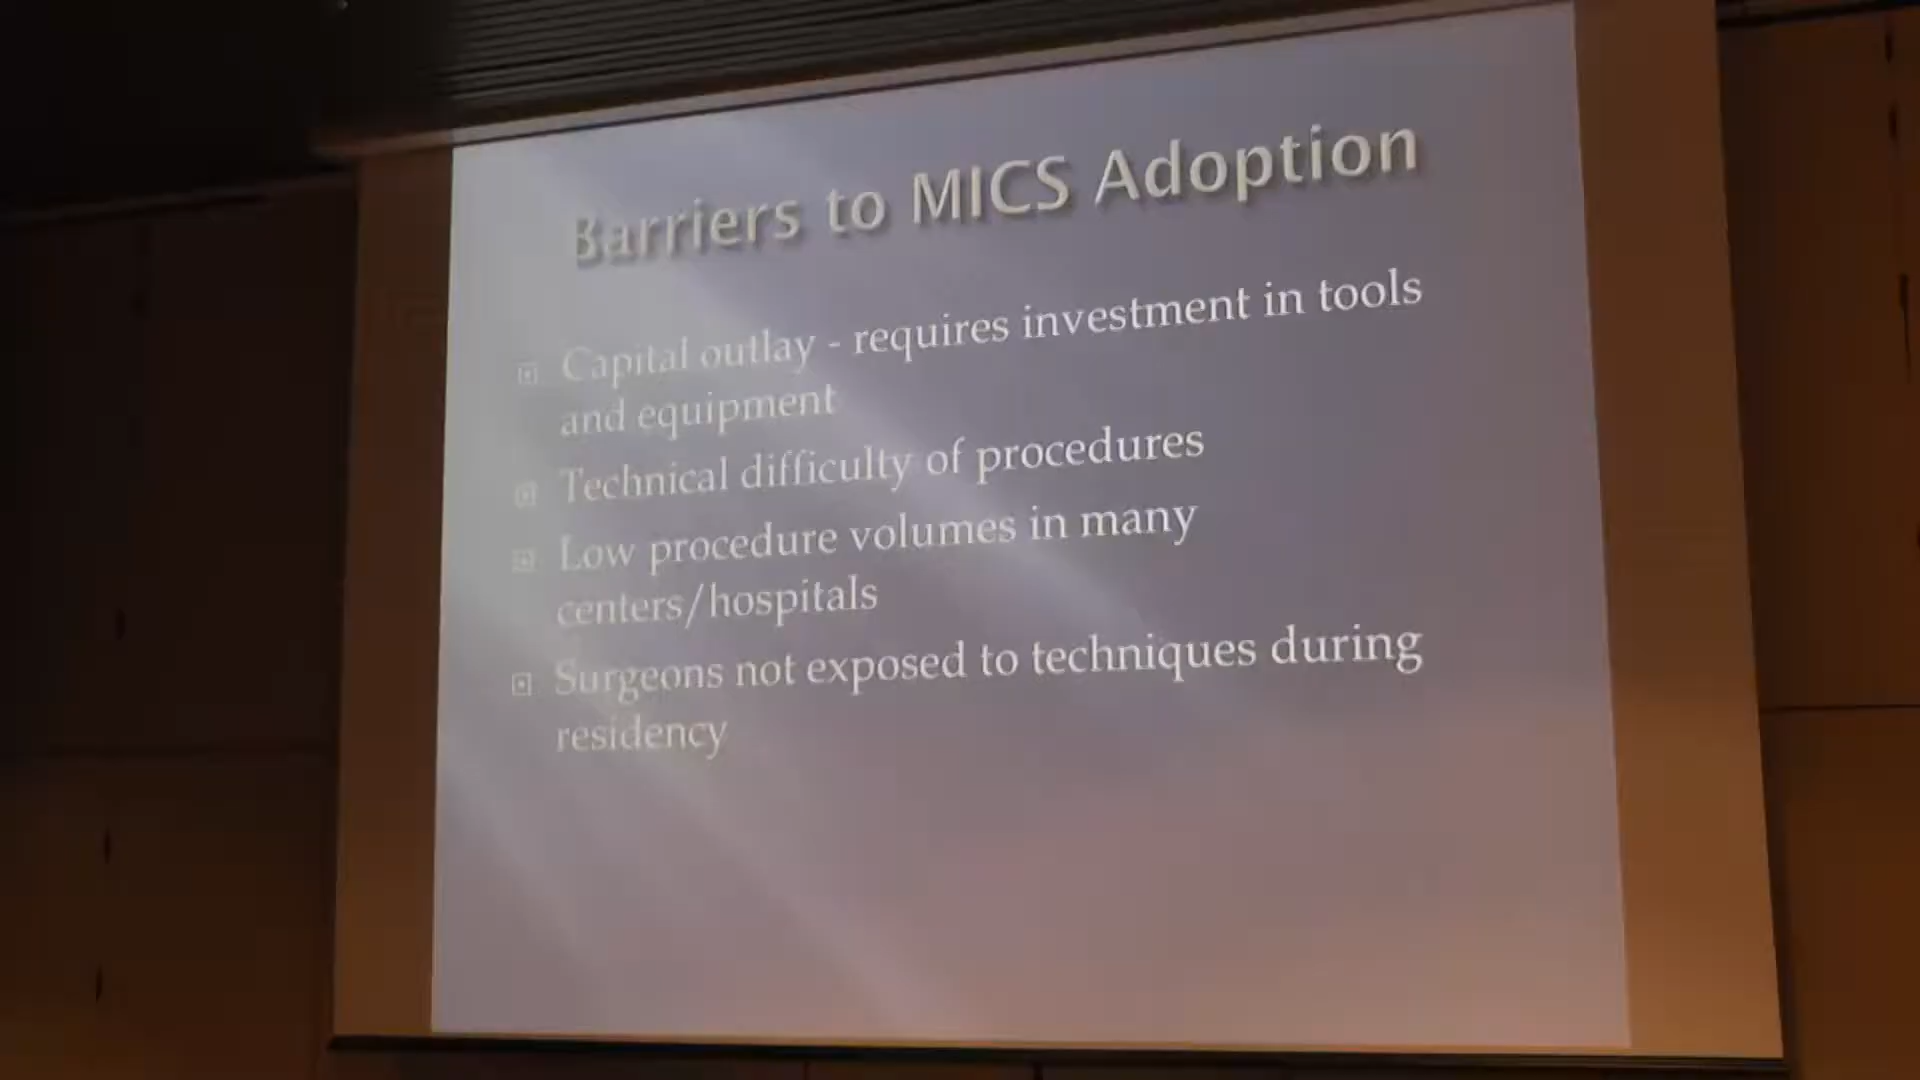 Barriers to MICS Adoption
Capital outlay - requires investment in tools
and equipment
Technical difficulty of procedures
Low procedure volumes in many
centers/hospitals
Surgeons not exposed to techniques during
residency